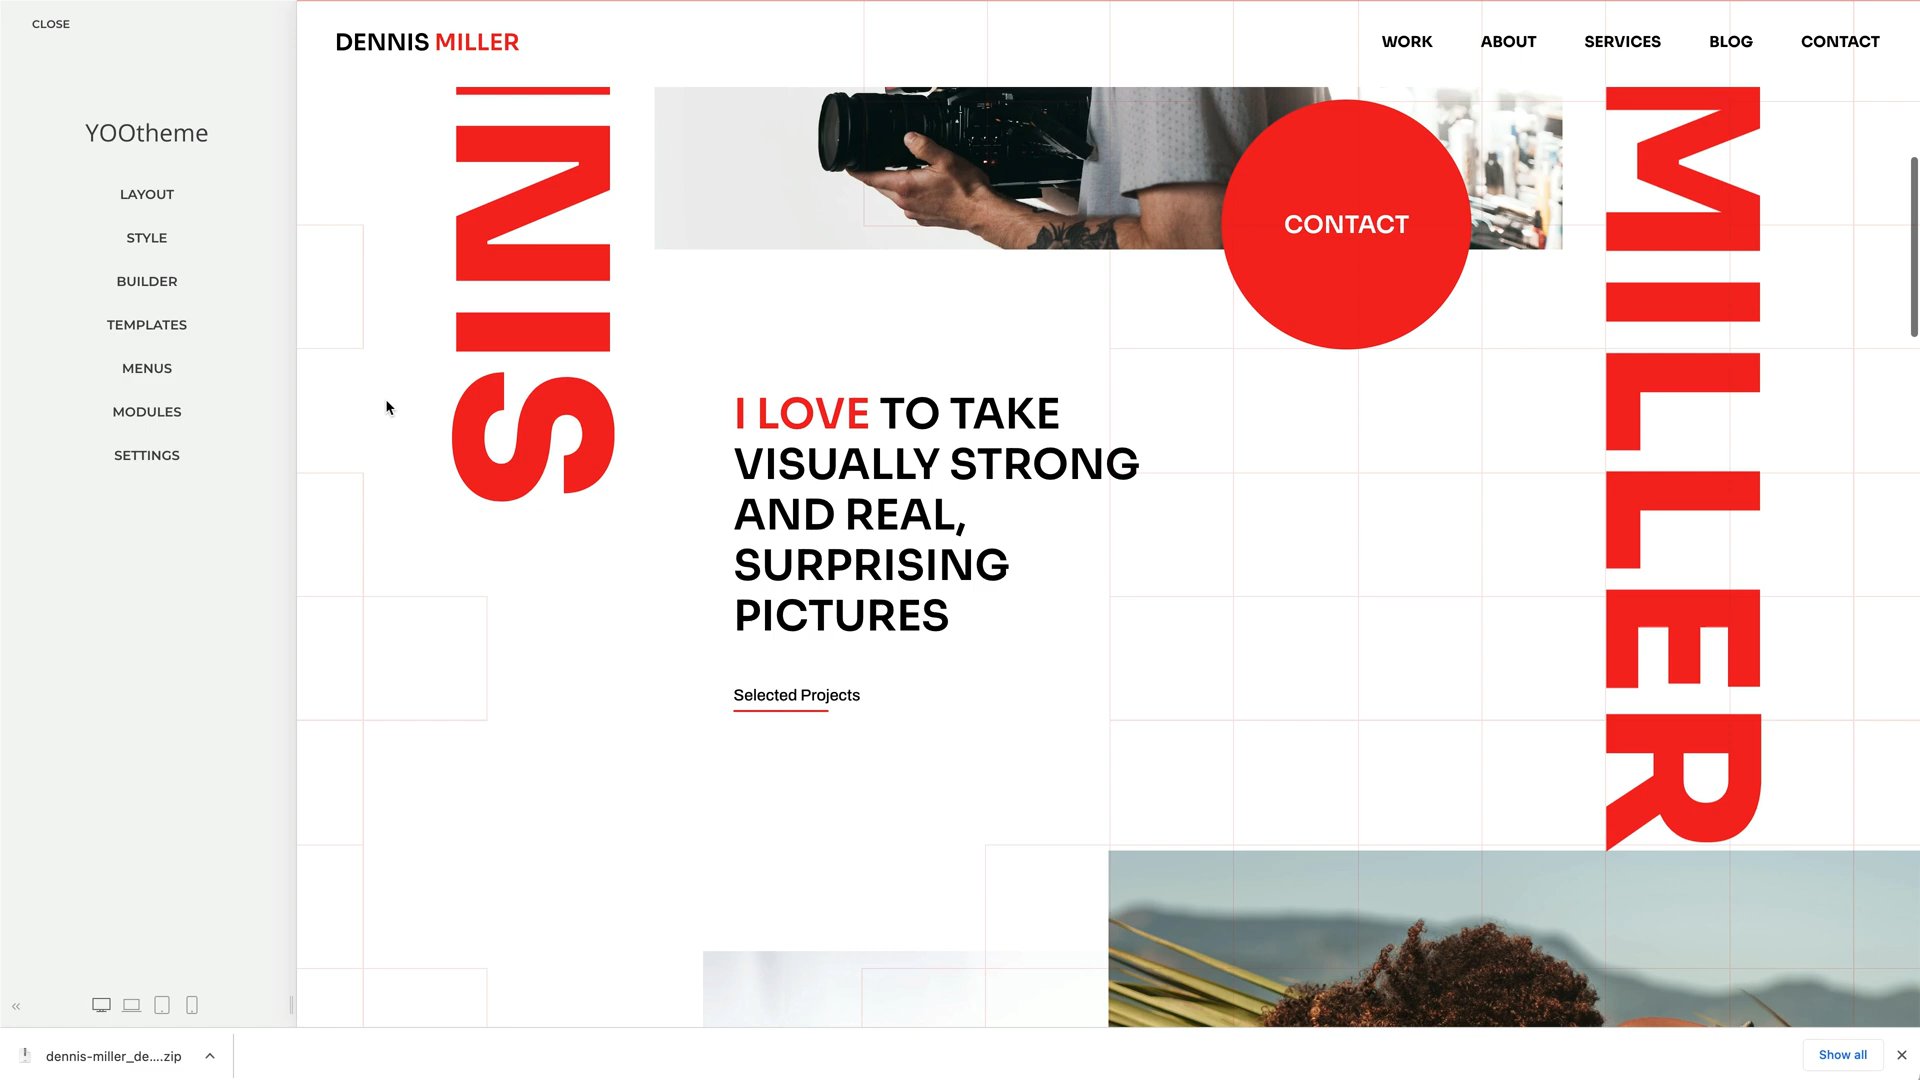 CLOSE
YOOtheme
LAYOUT
STYLE
BUILDER
TEMPLATES
MENUS
MODULES
SETTINGS
DENNIS MILLER
WORK
ABOUT
SERVICES
BLOG
CONTACT
NIS
CONTACT
MILLER
I LOVE TO TAKE
VISUALLY STRONG
AND REAL,
SURPRISING
PICTURES
Selected Projects
dennis-miller_de....zip
Show all